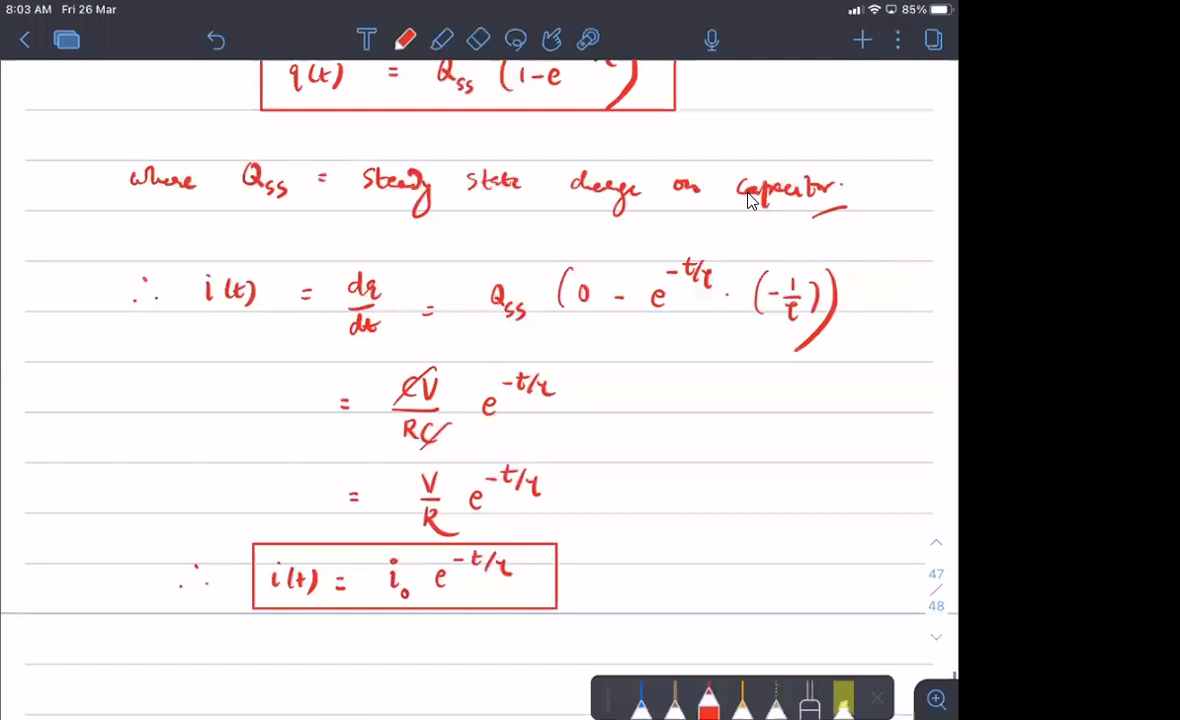 8:03 AM Fri 26 Mar 85%
q(t) = Qss (1-e
where Qss = steady state charge on capacitor.
∴ i(t) = dq/dt = Qss (0 - e^-t/τ · (-1/τ))
= CV/RC e^-t/τ
= V/R e^-t/τ
∴ i(t) = i₀ e^-t/τ
47
/
48